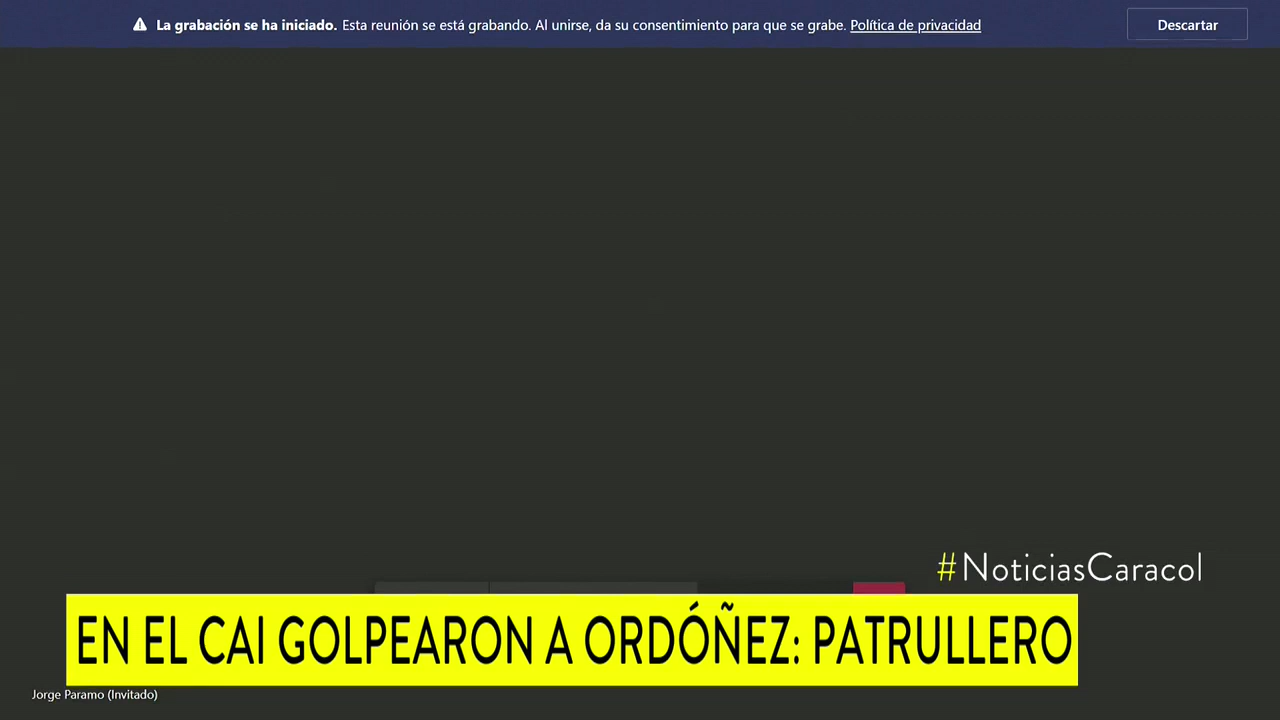 La grabación se ha iniciado. Esta reunión se está grabando. Al unirse, da su consentimiento para que se grabe. Política de privacidad
Descartar
#NoticiasCaracol
EN EL CAI GOLPEARON A ORDÓÑEZ: PATRULLERO
Jorge Paramo (Invitado)